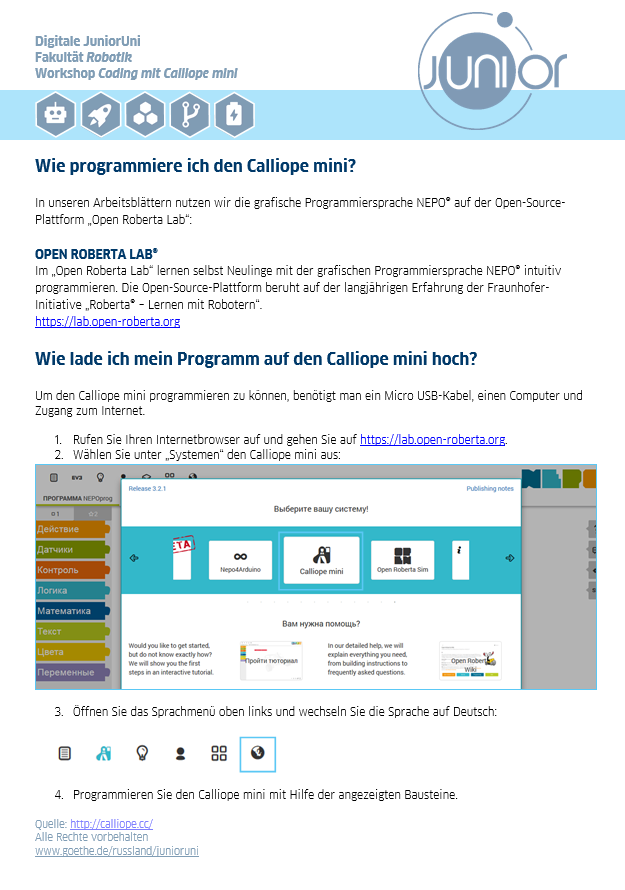 Digitale JuniorUni
Fakultät Robotik
Workshop Coding mit Calliope mini
JUNIOR
Wie programmiere ich den Calliope mini?
In unseren Arbeitsblättern nutzen wir die grafische Programmiersprache NEPO® auf der Open-Source-
Plattform „Open Roberta Lab“:
OPEN ROBERTA LAB®
Im „Open Roberta Lab“ lernen selbst Neulinge mit der grafischen Programmiersprache NEPO® intuitiv
programmieren. Die Open-Source-Plattform beruht auf der langjährigen Erfahrung der Fraunhofer-
Initiative „Roberta® – Lernen mit Robotern“.
https://lab.open-roberta.org
Wie lade ich mein Programm auf den Calliope mini hoch?
Um den Calliope mini programmieren zu können, benötigt man ein Micro USB-Kabel, einen Computer und
Zugang zum Internet.
1. Rufen Sie Ihren Internetbrowser auf und gehen Sie auf https://lab.open-roberta.org.
2. Wählen Sie unter „Systemen“ den Calliope mini aus:
EV3
ПРОГРАММА NEPOprog
1
2
Действие
Датчики
Контроль
Логика
Математика
Текст
Цвета
Переменные
Release 3.2.1
Publishing notes
Выберите вашу систему!
Nepo4Arduino
Calliope mini
Open Roberta Sim
Вам нужна помощь?
Would you like to get started,
but do not know exactly how?
We will show you the first
steps in an interactive tutorial.
Пройти тюториал
In our detailed help, we will
explain everything you need,
from building instructions to
frequently asked questions.
Open Roberta
Wiki
3. Öffnen Sie das Sprachmenü oben links und wechseln Sie die Sprache auf Deutsch:
4. Programmieren Sie den Calliope mini mit Hilfe der angezeigten Bausteine.
Quelle: http://calliope.cc/
Alle Rechte vorbehalten
www.goethe.de/russland/junioruni